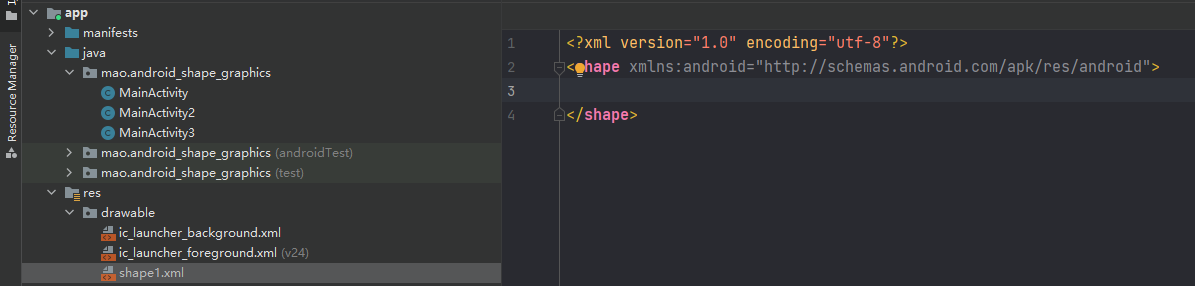 app
manifests
java
mao.android_shape_graphics
MainActivity
MainActivity2
MainActivity3
mao.android_shape_graphics (androidTest)
mao.android_shape_graphics (test)
res
drawable
ic_launcher_background.xml
ic_launcher_foreground.xml (v24)
shape1.xml
Resource Manager
1 <?xml version="1.0" encoding="utf-8"?>
2 <hape xmlns:android="http://schemas.android.com/apk/res/android">
3
4 </shape>